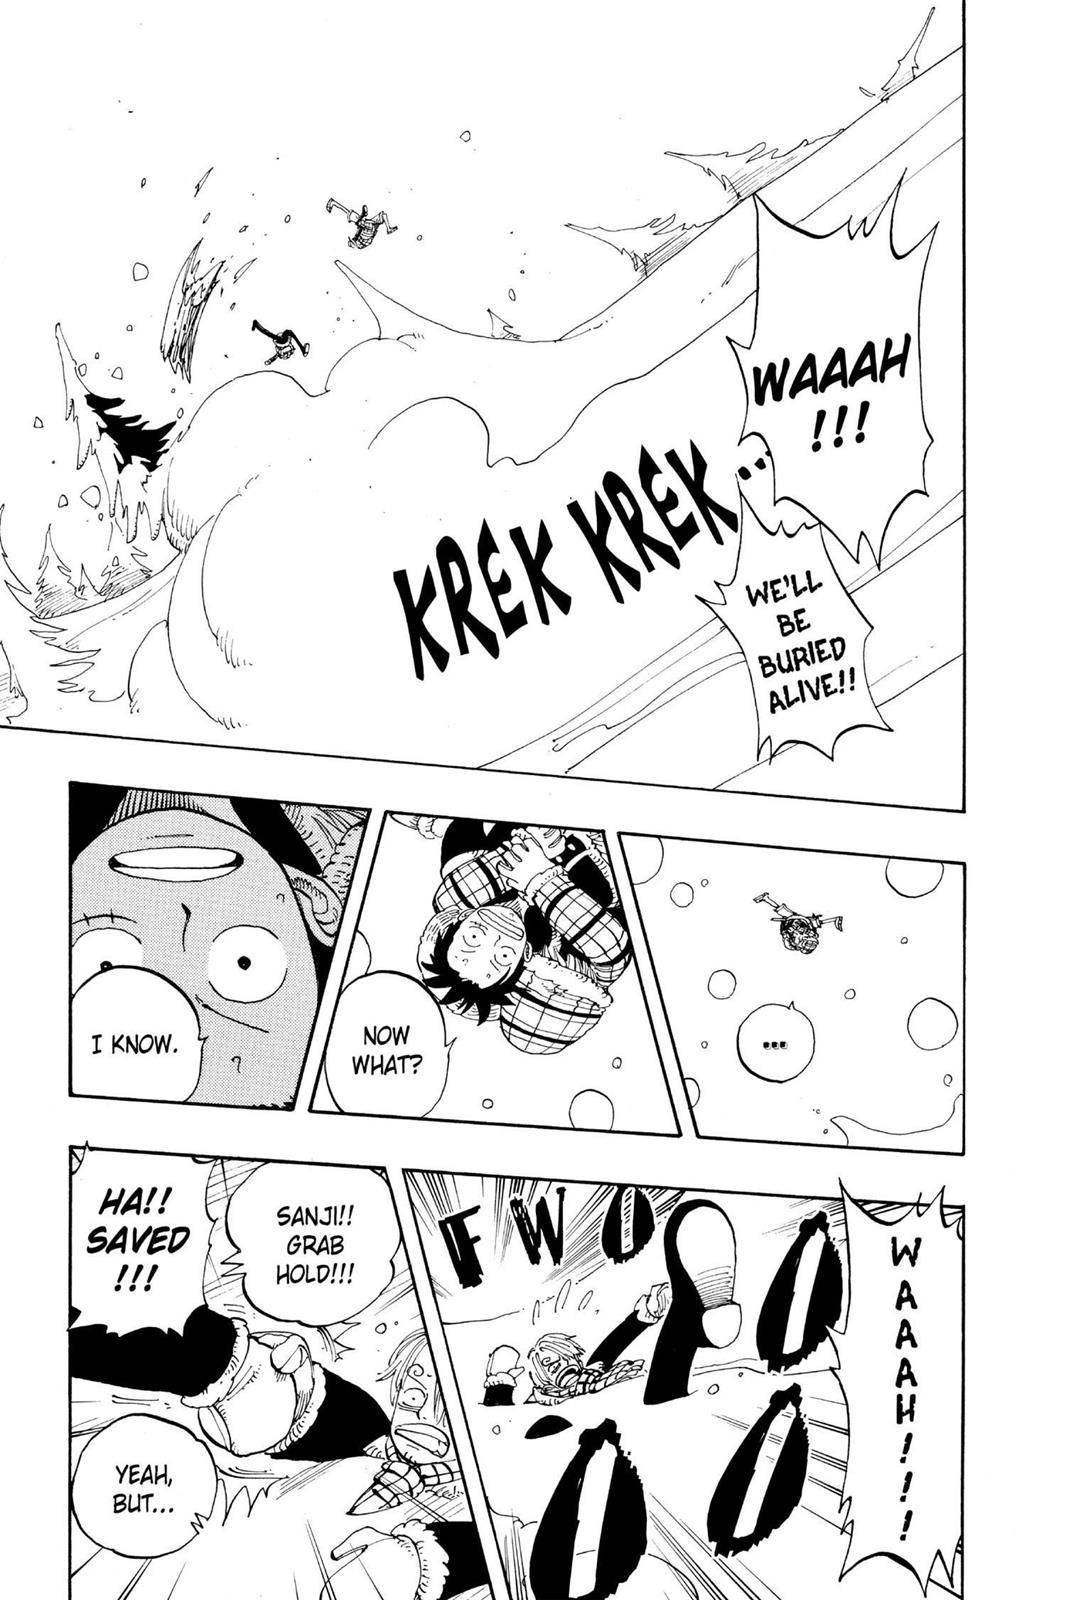 WAAAH
!!!
WE'LL
BE
BURIED
ALIVE!!
KREK KREK...
...
NOW
WHAT?
I KNOW.
WAAAH!!!
FWOOOO
SANJI!!
GRAB
HOLD!!!
HA!!
SAVED
!!!
YEAH,
BUT...